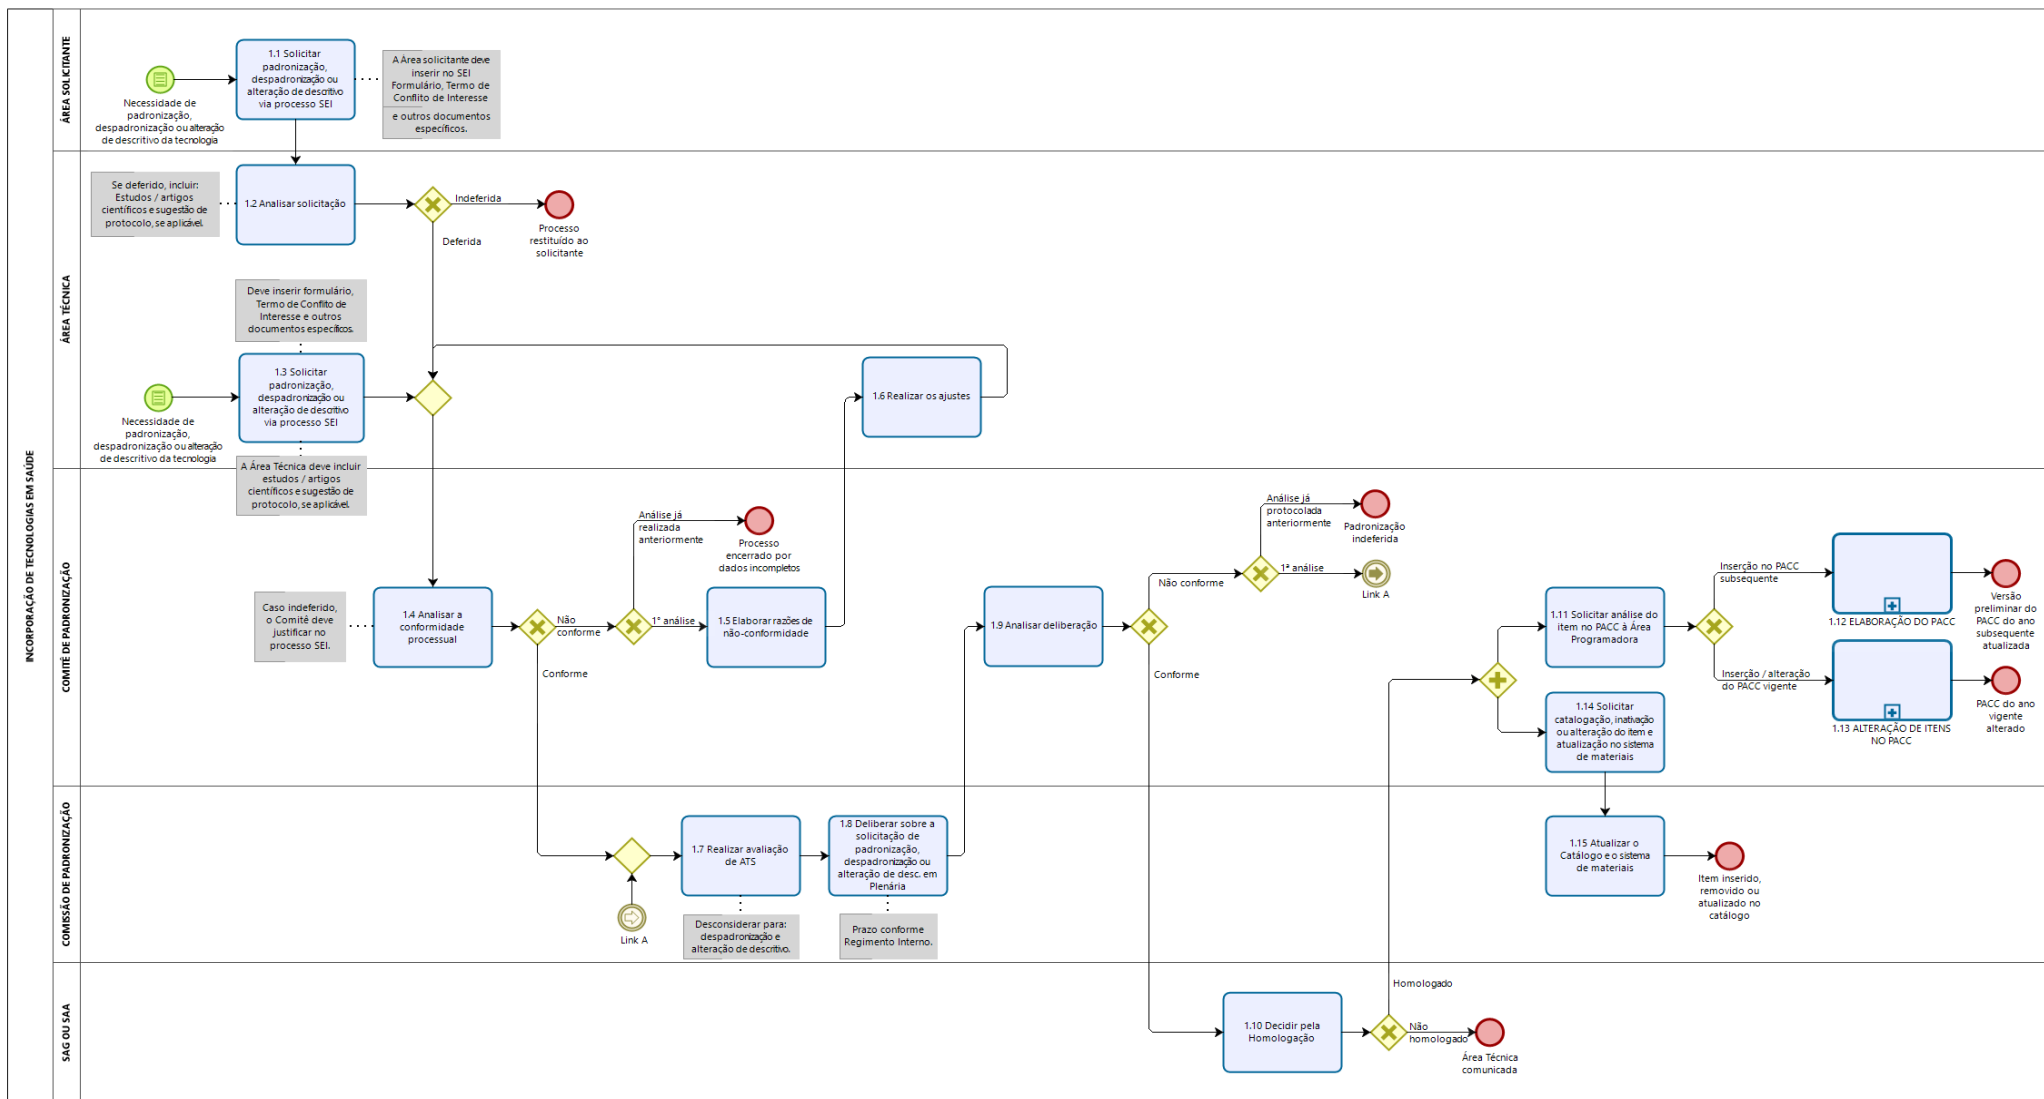 INCORPORAÇÃO DE TECNOLOGIAS EM SAÚDE
ÁREA SOLICITANTE
Necessidade de
padronização,
despadronização ou alteração
de descritivo da tecnologia
1.1 Solicitar
padronização,
despadronização ou
alteração de descritivo
via processo SEI
A Área solicitante deve
inserir no SEI
Formulário, Termo de
Conflito de Interesse
e outros documentos
específicos.
ÁREA TÉCNICA
Se deferido, incluir:
Estudos / artigos
científicos e sugestão de
protocolo, se aplicável.
1.2 Analisar solicitação
Indeferida
Processo
restituído ao
solicitante
Deferida
Deve inserir formulário,
Termo de Conflito de
Interesse e outros
documentos específicos.
Necessidade de
padronização,
despadronização ou alteração
de descritivo da tecnologia
1.3 Solicitar
padronização,
despadronização ou
alteração de descritivo
via processo SEI
A Área Técnica deve incluir
estudos / artigos
científicos e sugestão de
protocolo, se aplicável.
1.6 Realizar os ajustes
COMITÊ DE PADRONIZAÇÃO
Caso indeferido,
o Comitê deve
justificar no
processo SEI.
1.4 Analisar a
conformidade
processual
Não
conforme
Conforme
Análise já
realizada
anteriormente
Processo
encerrado por
dados incompletos
1° análise
1.5 Elaborar razões de
não-conformidade
1.9 Analisar deliberação
Não conforme
Conforme
Análise já
protocolada
anteriormente
Padronização
indeferida
1ª análise
Link A
1.11 Solicitar análise do
item no PACC à Área
Programadora
Inserção no PACC
subsequente
1.12 ELABORAÇÃO DO PACC
Versão
preliminar do
PACC do ano
subsequente
atualizada
Inserção / alteração
do PACC vigente
1.13 ALTERAÇÃO DE ITENS
NO PACC
PACC do ano
vigente
alterado
1.14 Solicitar
catalogação, inativação
ou alteração do item e
atualização no sistema
de materiais
COMISSÃO DE PADRONIZAÇÃO
Link A
1.7 Realizar avaliação
de ATS
Desconsiderar para:
despadronização e
alteração de descritivo.
1.8 Deliberar sobre a
solicitação de
padronização,
despadronização ou
alteração de desc. em
Plenária
Prazo conforme
Regimento Interno.
1.15 Atualizar o
Catálogo e o sistema
de materiais
Item inserido,
removido ou
atualizado no
catálogo
SAG OU SAA
1.10 Decidir pela
Homologação
Homologado
Não
homologado
Área Técnica
comunicada